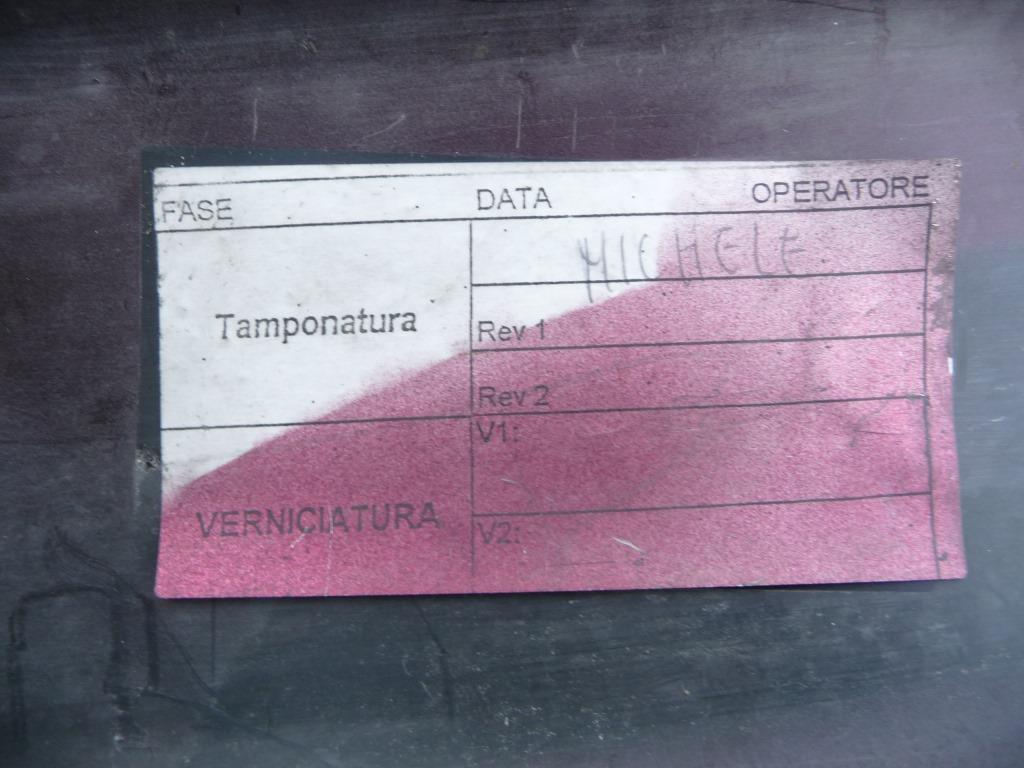 FASE DATA OPERATORE
MICHELE
Tamponatura
Rev 1
Rev 2
V1:
VERNICIATURA
V2: